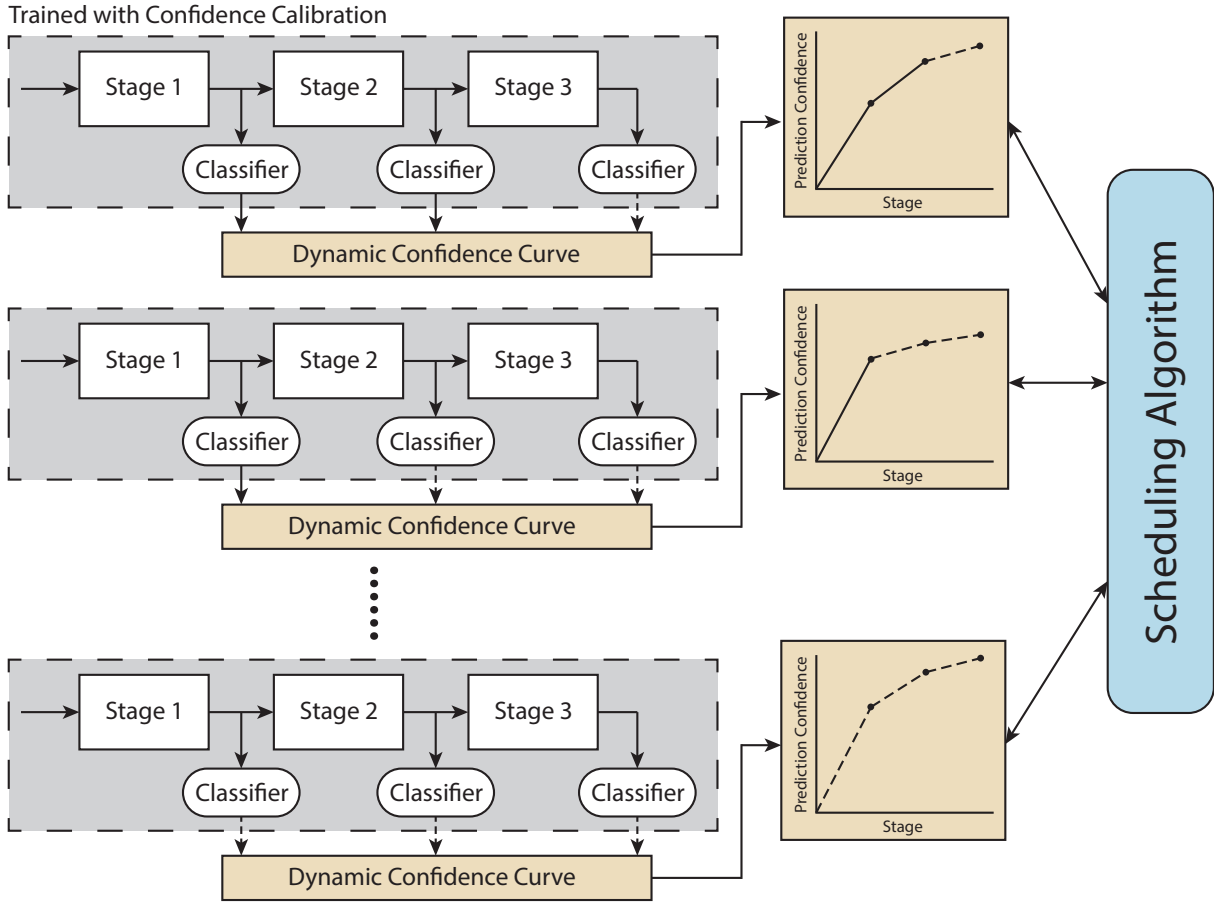 Trained with Confidence Calibration
Stage 1
Stage 2
Stage 3
Classifier
Classifier
Classifier
Dynamic Confidence Curve
Prediction Confidence
Stage
Stage 1
Stage 2
Stage 3
Classifier
Classifier
Classifier
Dynamic Confidence Curve
Prediction Confidence
Stage
Stage 1
Stage 2
Stage 3
Classifier
Classifier
Classifier
Dynamic Confidence Curve
Prediction Confidence
Stage
Scheduling Algorithm